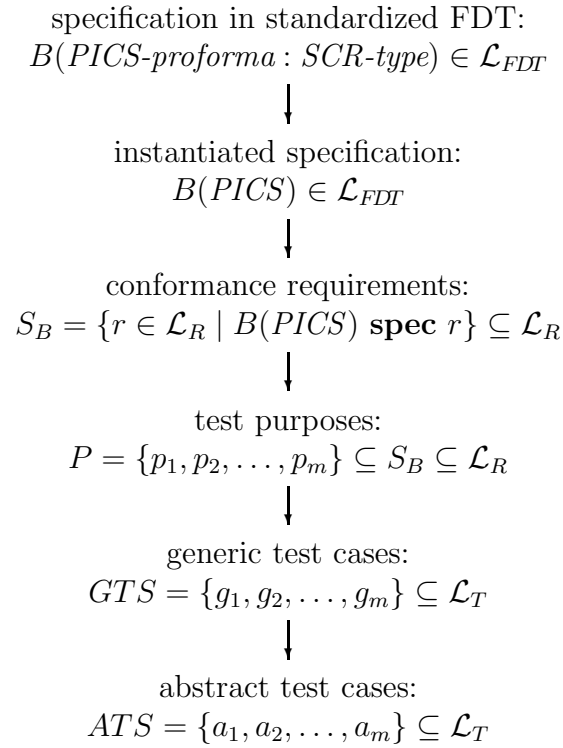 specification in standardized FDT:
B(PICS-proforma : SCR-type) ∈ ℒ_FDT
instantiated specification:
B(PICS) ∈ ℒ_FDT
conformance requirements:
S_B = {r ∈ ℒ_R | B(PICS) spec r} ⊆ ℒ_R
test purposes:
P = {p_1, p_2, . . . , p_m} ⊆ S_B ⊆ ℒ_R
generic test cases:
GTS = {g_1, g_2, . . . , g_m} ⊆ ℒ_T
abstract test cases:
ATS = {a_1, a_2, . . . , a_m} ⊆ ℒ_T